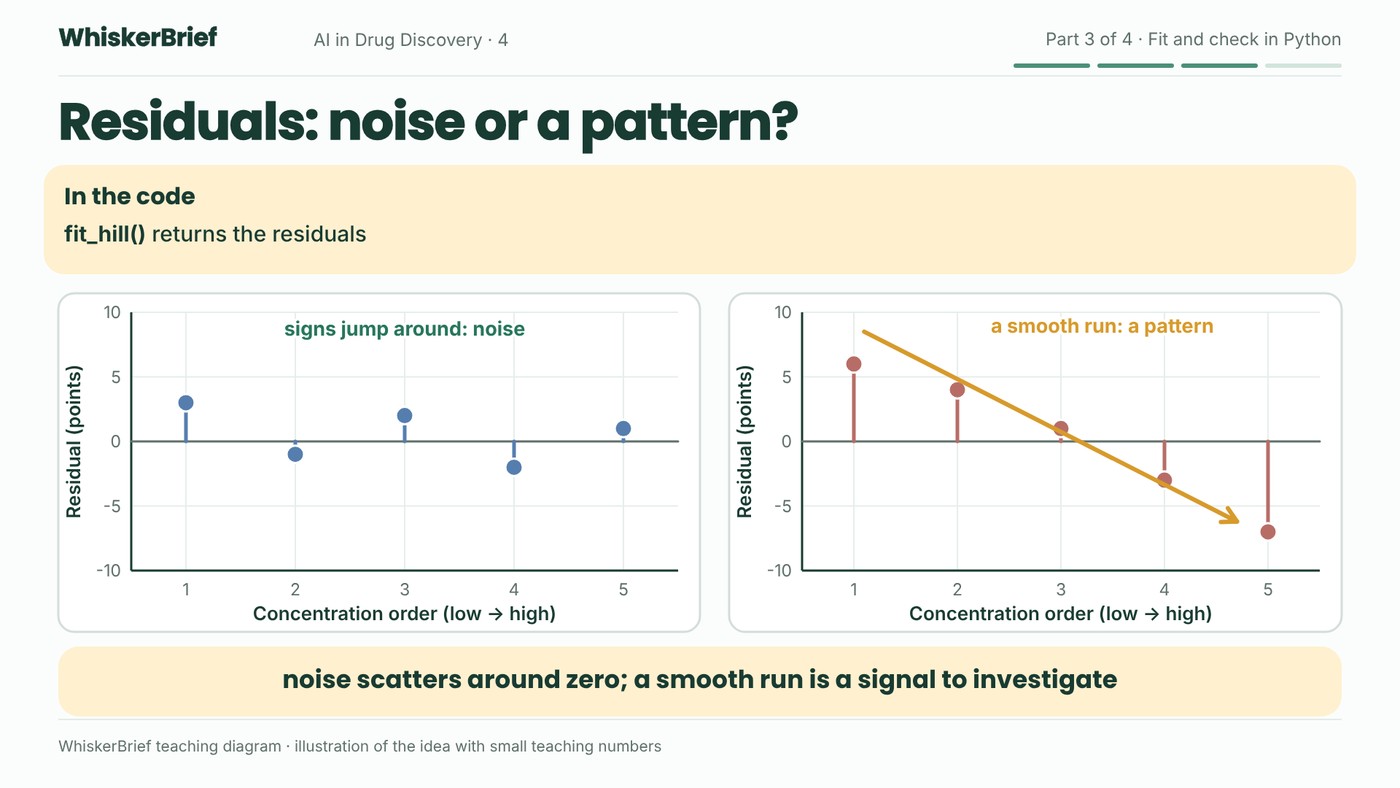 WhiskerBrief
AI in Drug Discovery · 4
Part 3 of 4 · Fit and check in Python
Residuals: noise or a pattern?
In the code
fit_hill() returns the residuals
signs jump around: noise
Residual (points)
10
5
0
-5
-10
1 2 3 4 5
Concentration order (low → high)
a smooth run: a pattern
Residual (points)
10
5
0
-5
-10
1 2 3 4 5
Concentration order (low → high)
noise scatters around zero; a smooth run is a signal to investigate
WhiskerBrief teaching diagram · illustration of the idea with small teaching numbers